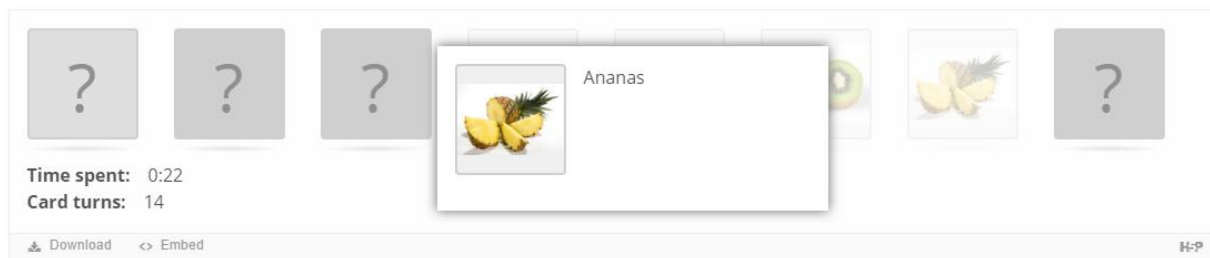 ? ? ? ?
Ananas
Time spent: 0:22
Card turns: 14
Download <> Embed
H-P